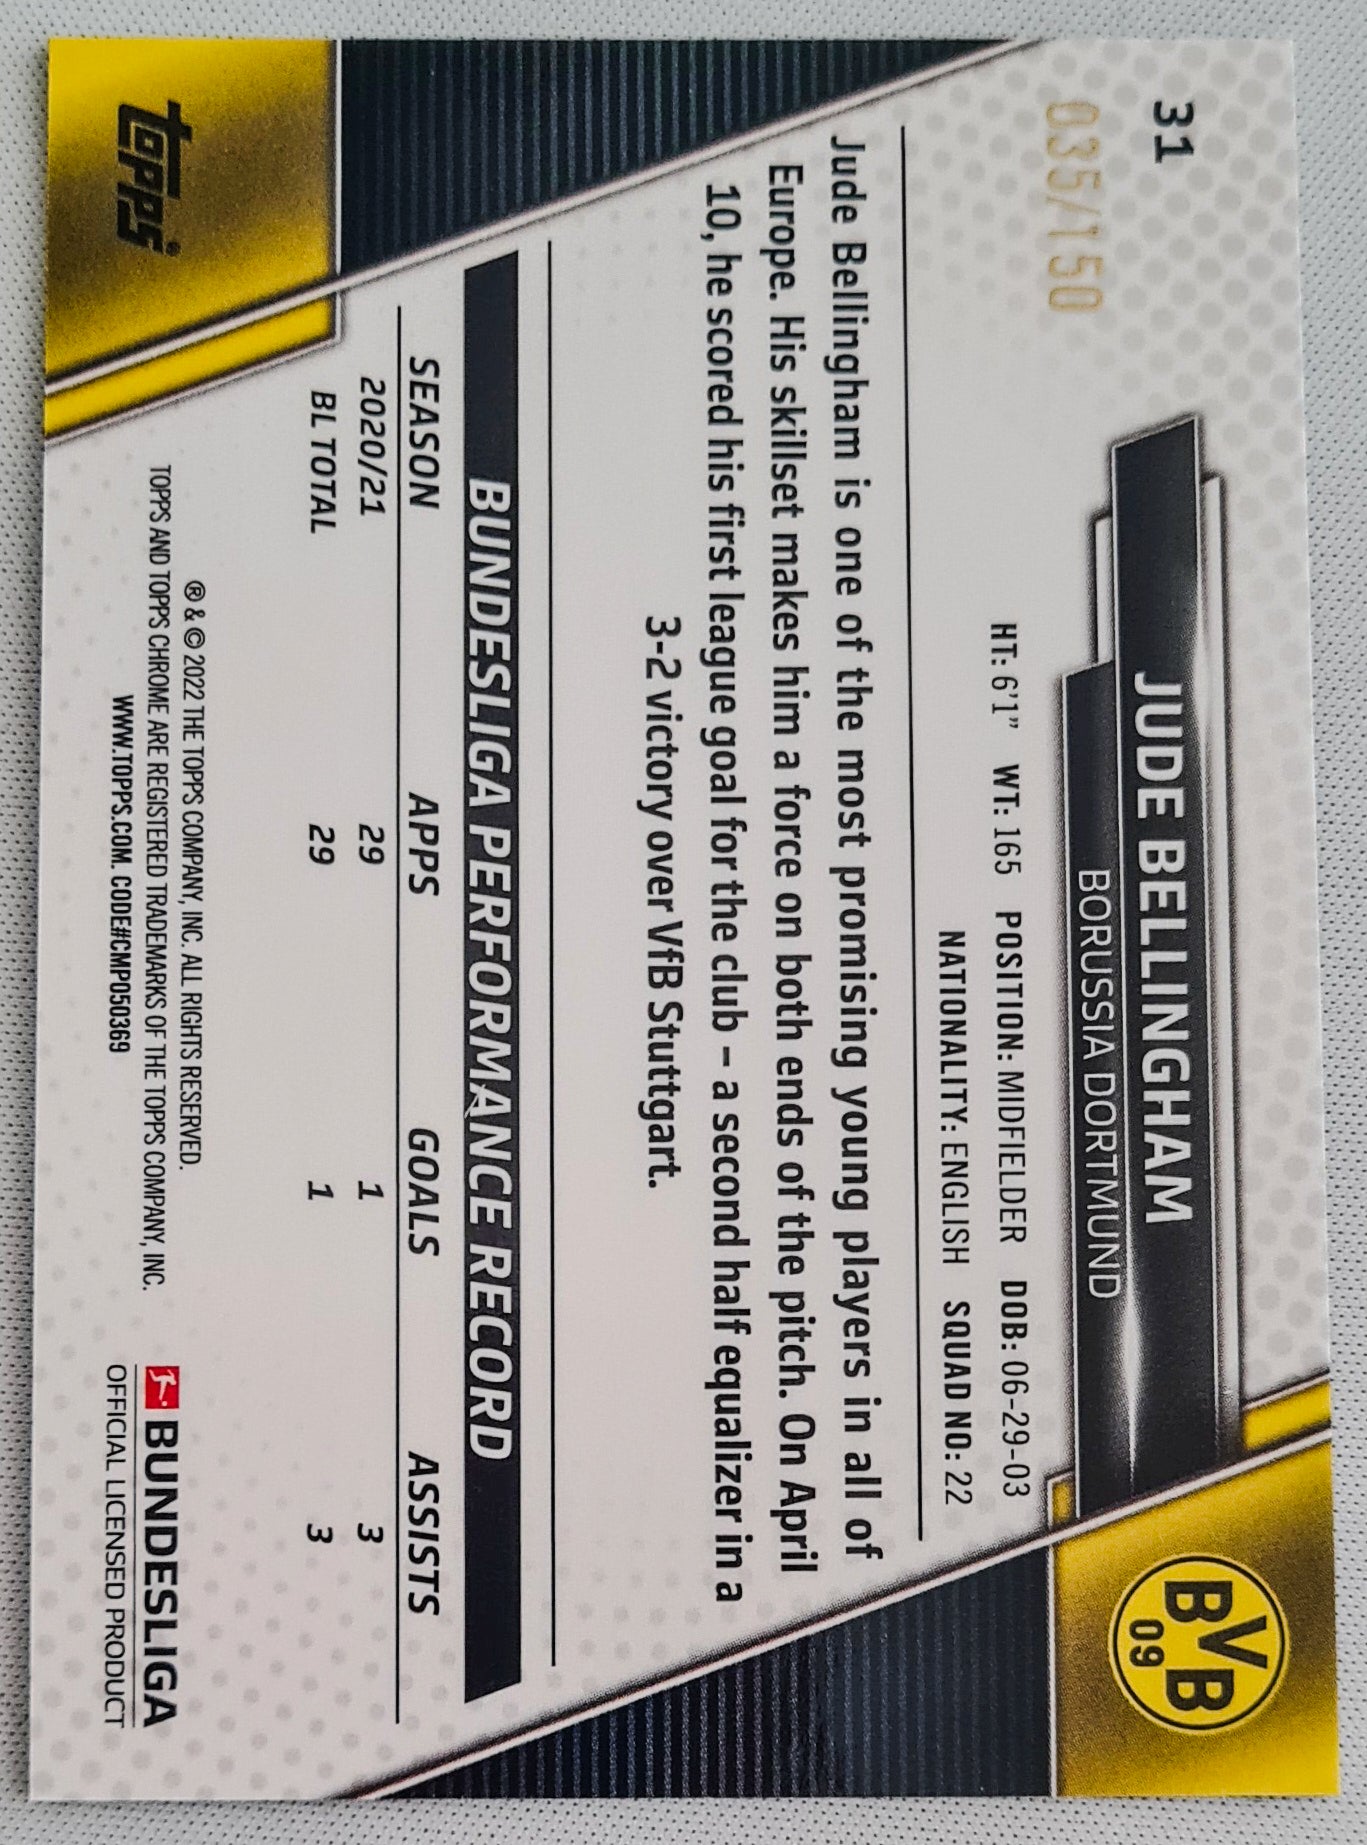 31
035/150
JUDE BELLINGHAM
BORUSSIA DORTMUND
BVB
09
HT: 6'1" WT: 165 POSITION: MIDFIELDER DOB: 06-29-03
NATIONALITY: ENGLISH SQUAD NO: 22
Jude Bellingham is one of the most promising young players in all of
Europe. His skillset makes him a force on both ends of the pitch. On April
10, he scored his first league goal for the club – a second half equalizer in a
3-2 victory over VfB Stuttgart.
BUNDESLIGA PERFORMANCE RECORD
SEASON APPS GOALS ASSISTS
2020/21 29 1 3
BL TOTAL 29 1 3
® & © 2022 THE TOPPS COMPANY, INC. ALL RIGHTS RESERVED.
TOPPS AND TOPPS CHROME ARE REGISTERED TRADEMARKS OF THE TOPPS COMPANY, INC.
WWW.TOPPS.COM. CODE#CMP050369
topps®
BUNDESLIGA
OFFICIAL LICENSED PRODUCT